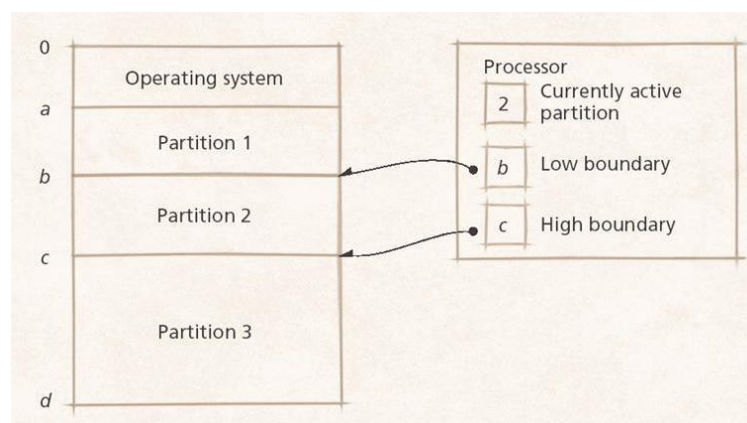 0
Operating system
a
Partition 1
b
Partition 2
c
Partition 3
d
Processor
2
Currently active
partition
b
Low boundary
c
High boundary